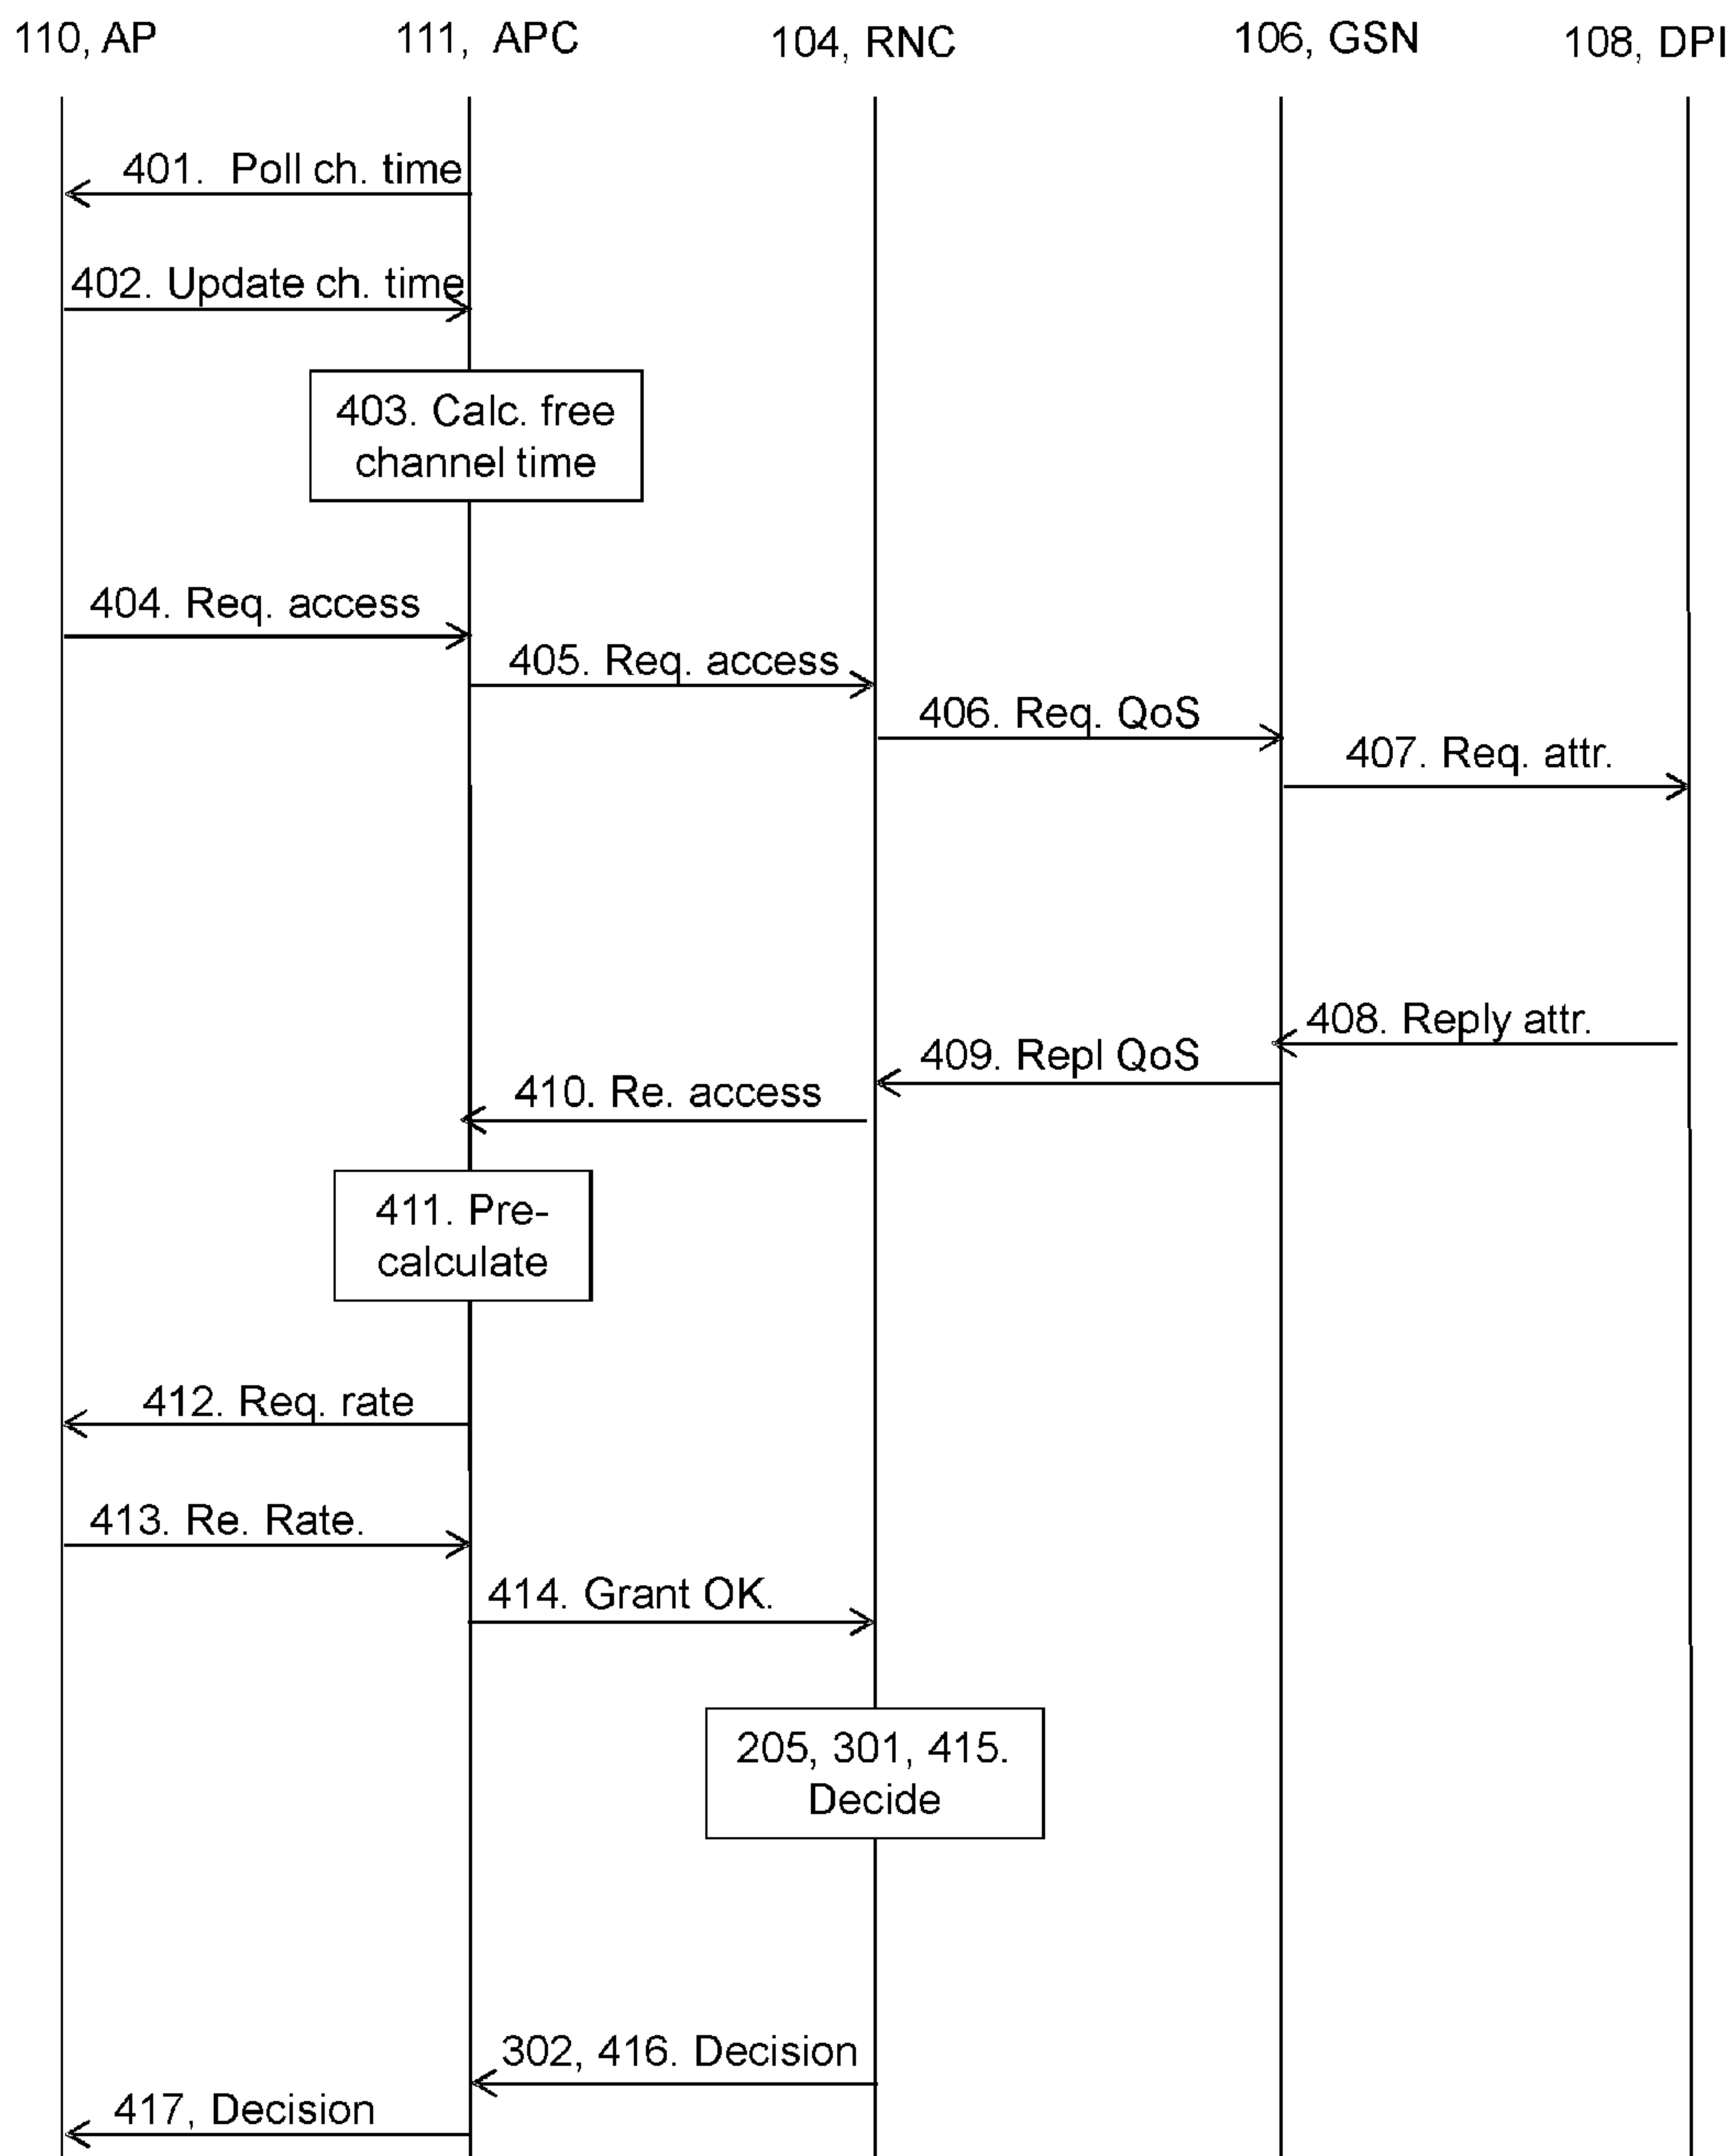 110, AP
111, APC
104, RNC
106, GSN
108, DPI
401. Poll ch. time
402. Update ch. time
403. Calc. free
channel time
404. Req. access
405. Req. access
406. Req. QoS
407. Req. attr.
408. Reply attr.
409. Repl QoS
410. Re. access
411. Pre-
calculate
412. Req. rate
413. Re. Rate.
414. Grant OK.
205, 301, 415.
Decide
302, 416. Decision
417, Decision